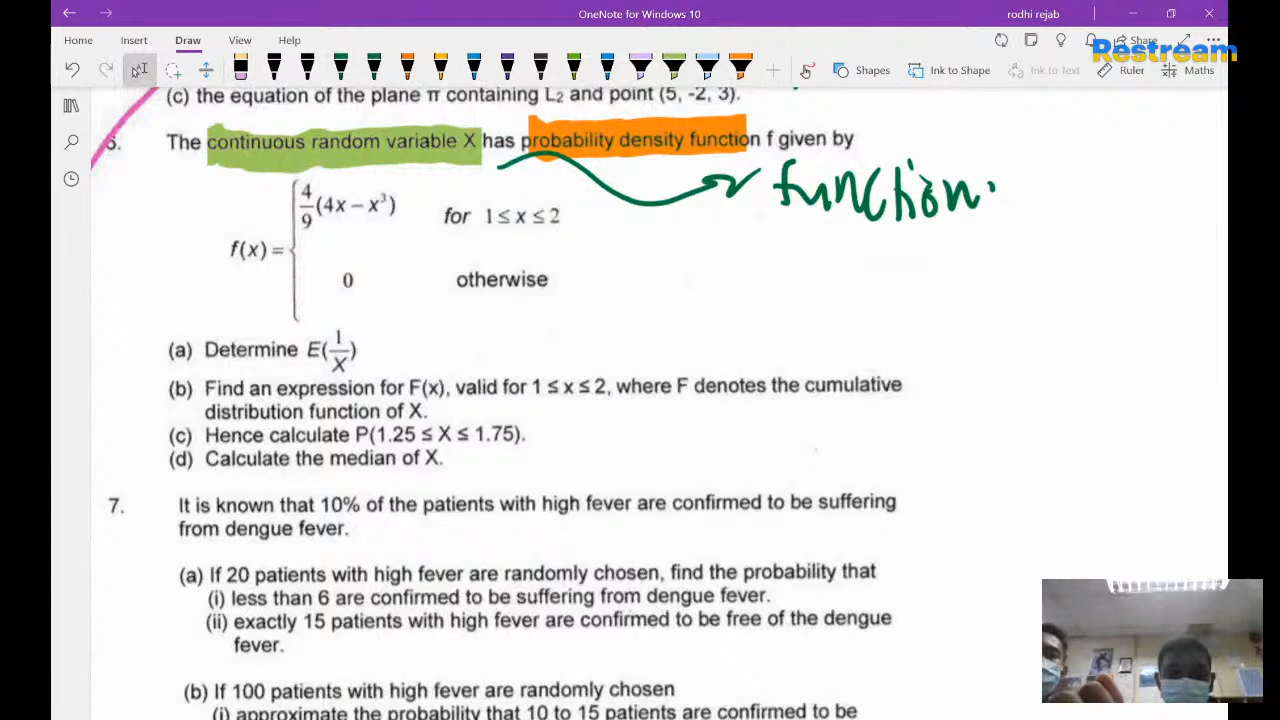 OneNote for Windows 10
rodhi rejab
Home Insert Draw View Help
Share
Restream
Shapes Ink to Shape Ink to Text Ruler Maths
(c) the equation of the plane π containing L₂ and point (5, -2, 3).
The continuous random variable X has probability density function f given by
function.
f(x) = { 4/9 (4x − x³) for 1 ≤ x ≤ 2
0 otherwise
(a) Determine E(1/X)
(b) Find an expression for F(x), valid for 1 ≤ x ≤ 2, where F denotes the cumulative
distribution function of X.
(c) Hence calculate P(1.25 ≤ X ≤ 1.75).
(d) Calculate the median of X.
7. It is known that 10% of the patients with high fever are confirmed to be suffering
from dengue fever.
(a) If 20 patients with high fever are randomly chosen, find the probability that
(i) less than 6 are confirmed to be suffering from dengue fever.
(ii) exactly 15 patients with high fever are confirmed to be free of the dengue
fever.
(b) If 100 patients with high fever are randomly chosen
(i) approximate the probability that 10 to 15 patients are confirmed to be